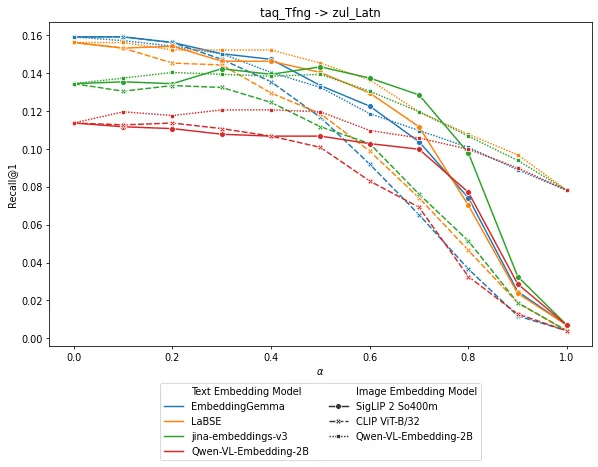 taq_Tfng -> zul_Latn
Recall@1
0.16
0.14
0.12
0.10
0.08
0.06
0.04
0.02
0.00
0.0 0.2 0.4 0.6 0.8 1.0
α
Text Embedding Model
EmbeddingGemma
LaBSE
jina-embeddings-v3
Qwen-VL-Embedding-2B
Image Embedding Model
SigLIP 2 So400m
CLIP ViT-B/32
Qwen-VL-Embedding-2B